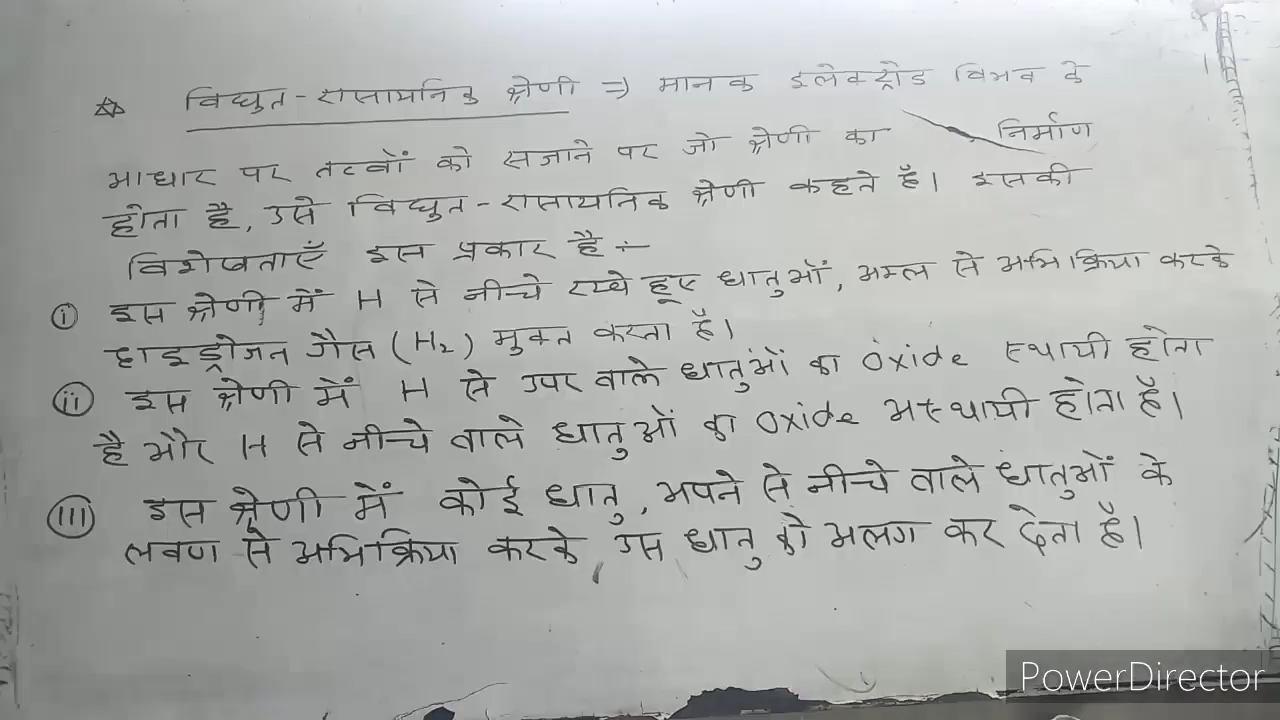 ☆ विद्युत-रासायनिक श्रेणी ⇒ मानक इलेक्ट्रोड विभव के
आधार पर तत्वों को सजाने पर जो श्रेणी का निर्माण
होता है, उसे विद्युत-रासायनिक श्रेणी कहते हैं। इसकी
विशेषताएँ इस प्रकार है :-
(i) इस श्रेणी में H से नीचे रखे हूए धातुओं, अम्ल से अभिक्रिया करके
हाइड्रोजन गैस (H₂) मुक्त करता है।
(ii) इस श्रेणी में H से उपर वाले धातुओं का oxide स्थायी होता
है और H से नीचे वाले धातुओं का oxide अस्थायी होता है।
(iii) इस श्रेणी में कोई धातु, अपने से नीचे वाले धातुओं के
लवण से अभिक्रिया करके उस धातु को अलग कर देता है।
PowerDirector